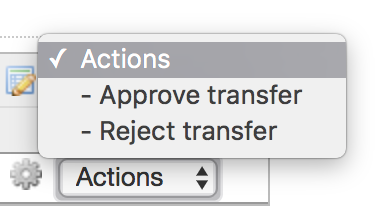 ✓ Actions
- Approve transfer
- Reject transfer
Actions